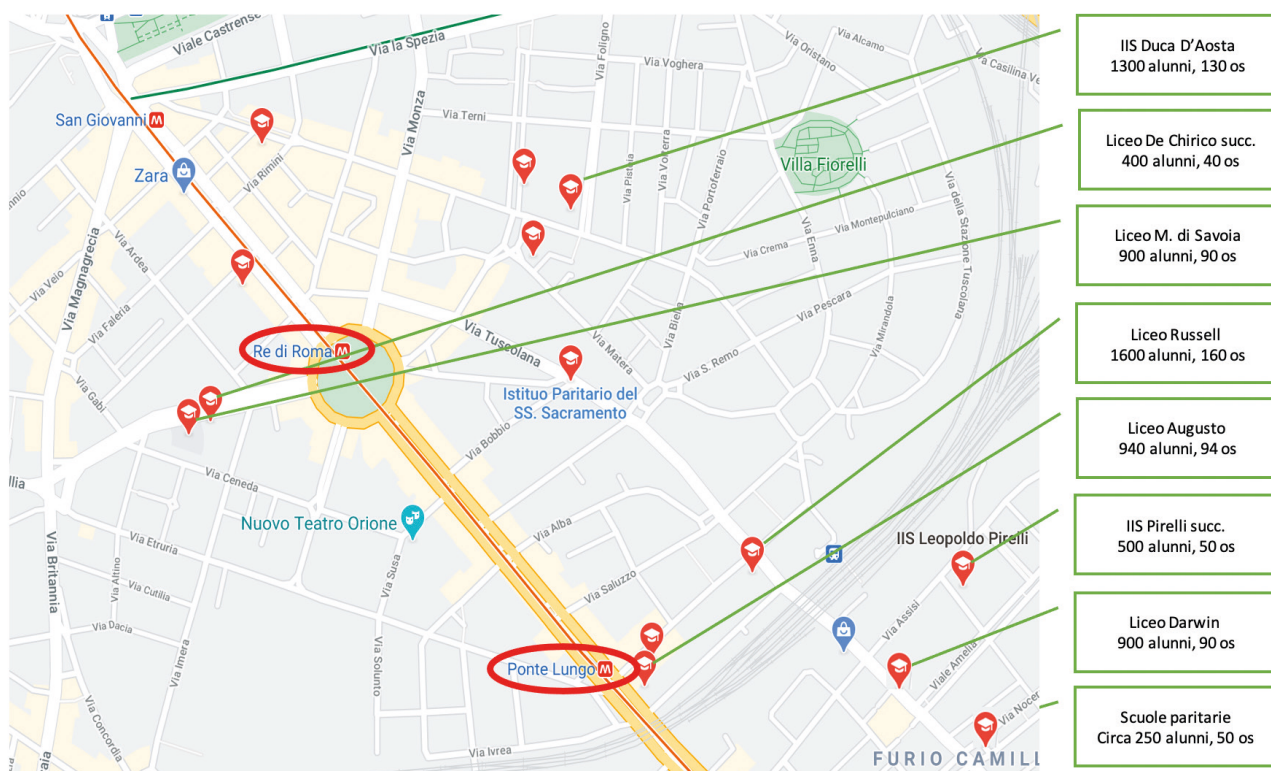 Viale Castrense
Via la Spezia
Via Foligno
Via Voghera
Via Oristano
Via Alcamo
Via Casilina Ve
San Giovanni
Via Terni
Via Monza
Zara
Via Rimini
Via Pistoia
Via Volterra
Via Portoferraio
Villa Fiorelli
Via della Stazione Tuscolana
Via Magnagrecia
Via Ardea
Via Velo
Via Faleria
Via Crema
Via Enna
Via Montepulciano
Via Pescara
Via Mirandola
Re di Roma
Via Tuscolana
Via Matera
Via Biella
Via S. Remo
Via Gabi
Istituo Paritario del
SS. Sacramento
Via Bobbio
llia
Via Ceneda
Nuovo Teatro Orione
Via Alba
IIS Leopoldo Pirelli
Via Britannia
Via Etruria
Via Altino
Via Cutilia
Via Susa
Via Saluzzo
Via Assisi
Via Dacia
Via Imera
Via Solunto
Ponte Lungo
Viale Amelia
Via Nocer
Via Concordia
Via Ivrea
FURIO CAMILL
raia
IIS Duca D’Aosta
1300 alunni, 130 os
Liceo De Chirico succ.
400 alunni, 40 os
Liceo M. di Savoia
900 alunni, 90 os
Liceo Russell
1600 alunni, 160 os
Liceo Augusto
940 alunni, 94 os
IIS Pirelli succ.
500 alunni, 50 os
Liceo Darwin
900 alunni, 90 os
Scuole paritarie
Circa 250 alunni, 50 os